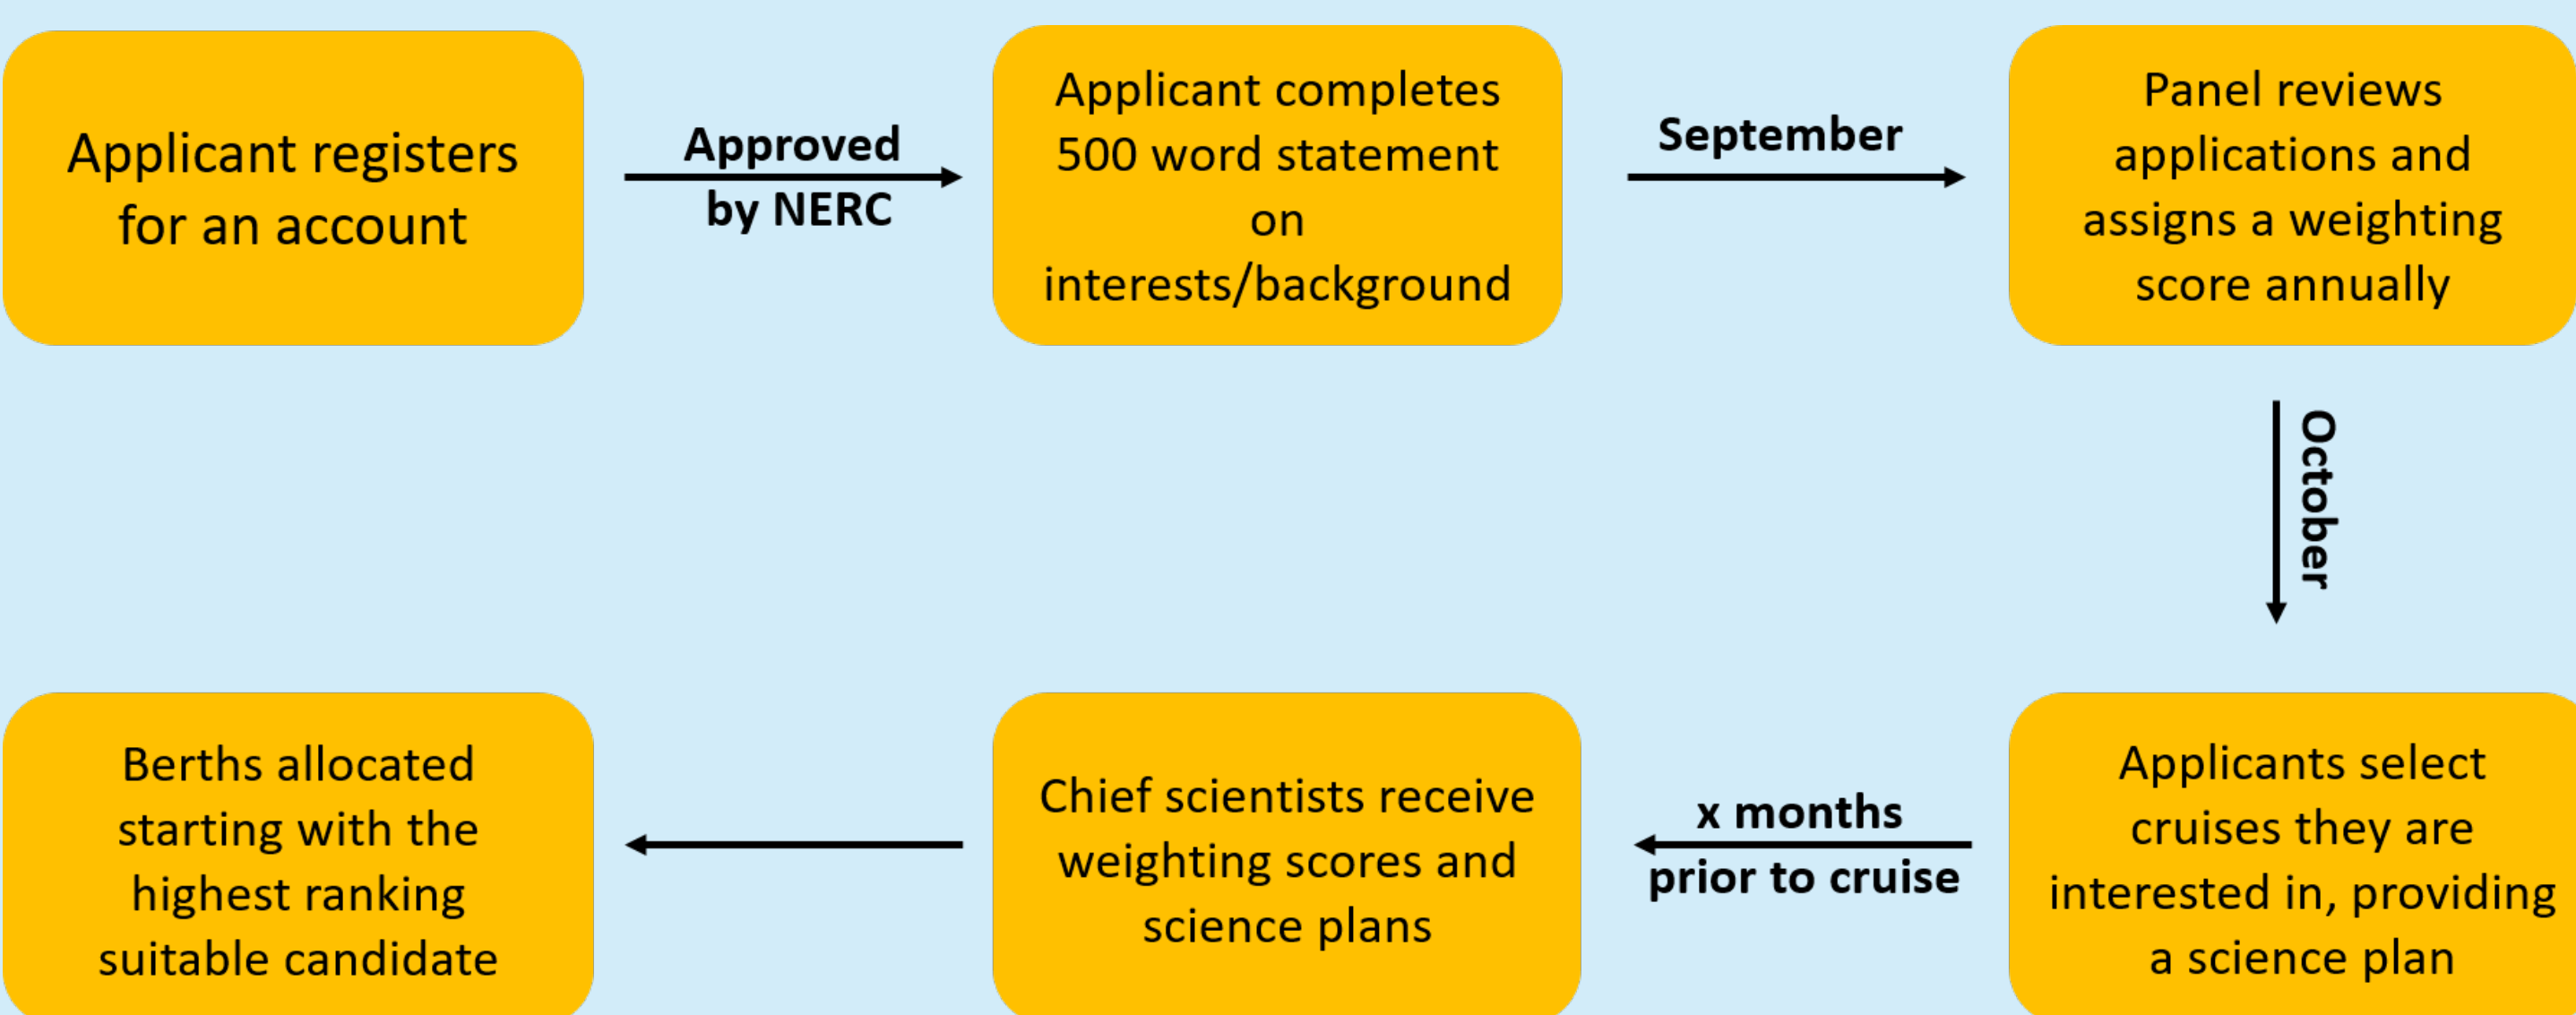 Applicant registers
for an account
Approved
by NERC
Applicant completes
500 word statement
on
interests/background
September
Panel reviews
applications and
assigns a weighting
score annually
October
Applicants select
cruises they are
interested in, providing
a science plan
x months
prior to cruise
Chief scientists receive
weighting scores and
science plans
Berths allocated
starting with the
highest ranking
suitable candidate